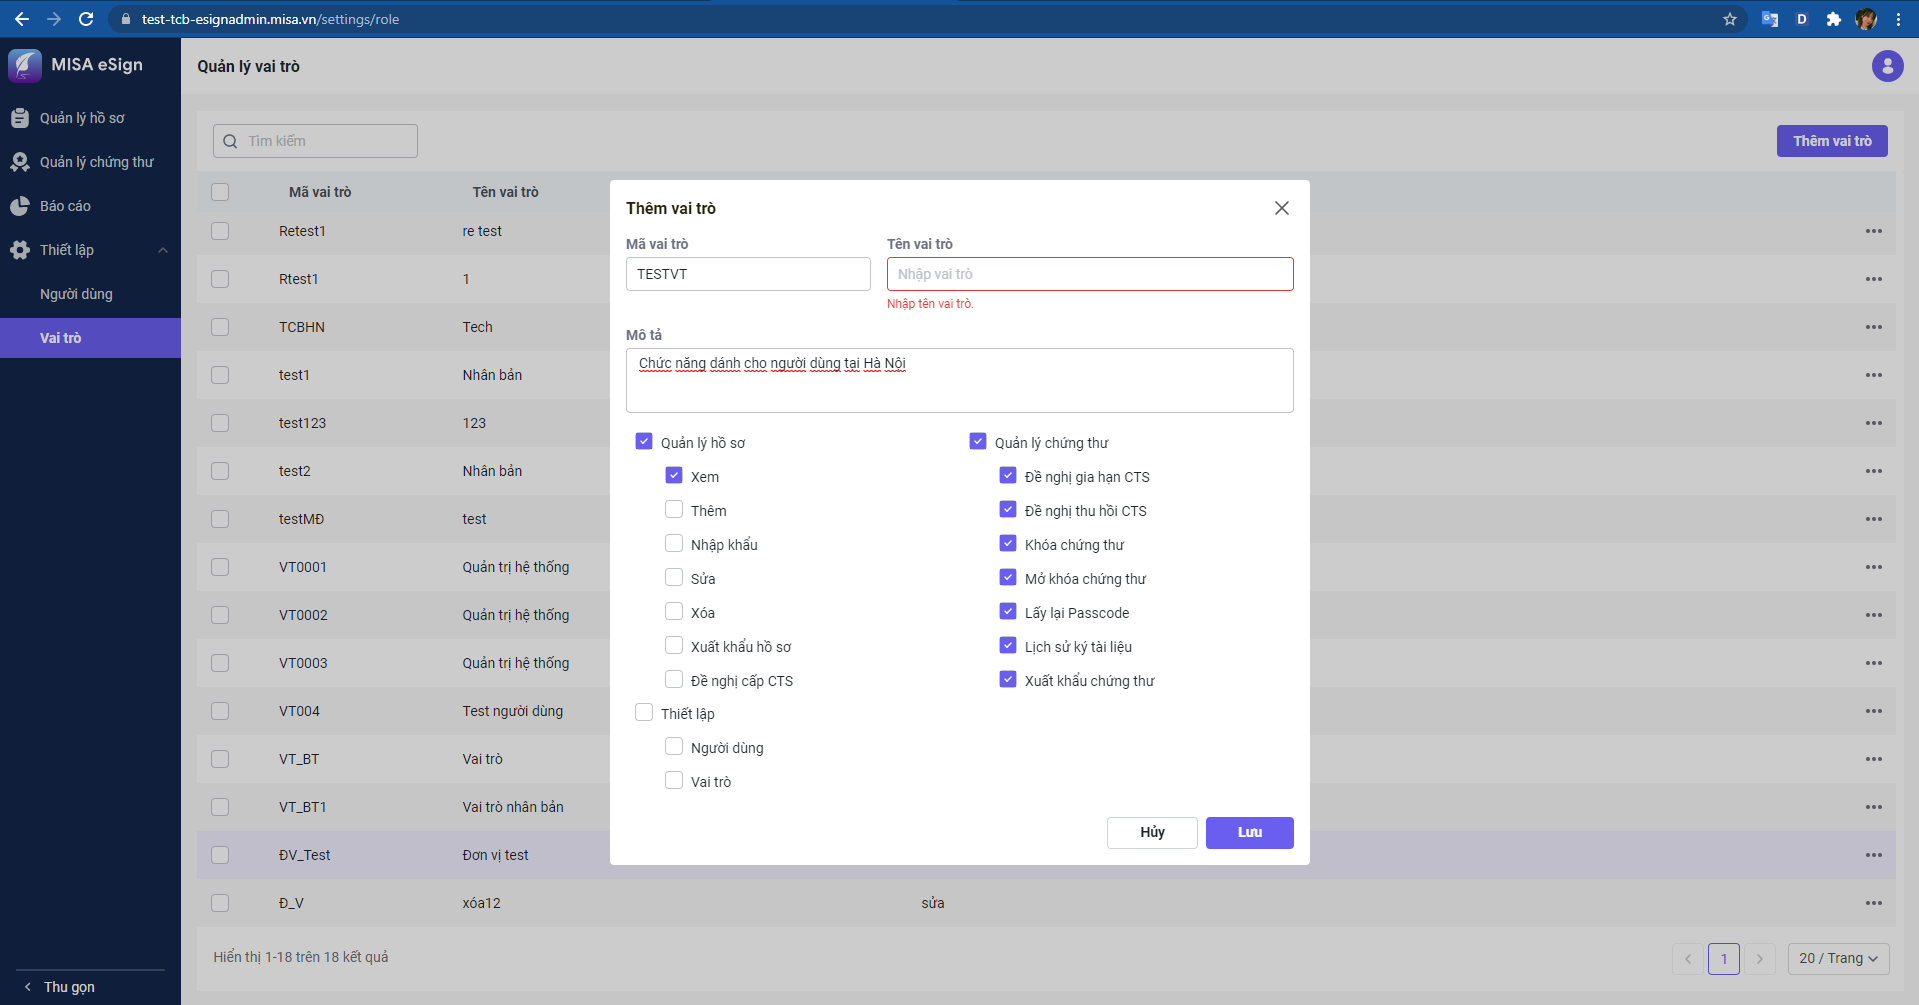 test-tcb-esignadmin.misa.vn/settings/role
MISA eSign
Quản lý hồ sơ
Quản lý chứng thư
Báo cáo
Thiết lập
Người dùng
Vai trò
Thu gọn
Quản lý vai trò
Tìm kiếm
Thêm vai trò
Mã vai trò Tên vai trò
Retest1 re test
Rtest1 1
TCBHN Tech
test1 Nhân bản
test123 123
test2 Nhân bản
testMĐ test
VT0001 Quản trị hệ thống
VT0002 Quản trị hệ thống
VT0003 Quản trị hệ thống
VT004 Test người dùng
VT_BT Vai trò
VT_BT1 Vai trò nhân bản
ĐV_Test Đơn vị test
Đ_V xóa12 sửa
Hiển thị 1-18 trên 18 kết quả
1
20 / Trang
Thêm vai trò
Mã vai trò
TESTVT
Tên vai trò
Nhập vai trò
Nhập tên vai trò.
Mô tả
Chức năng dánh cho người dùng tại Hà Nội
Quản lý hồ sơ
Xem
Thêm
Nhập khẩu
Sửa
Xóa
Xuất khẩu hồ sơ
Đề nghị cấp CTS
Thiết lập
Người dùng
Vai trò
Quản lý chứng thư
Đề nghị gia hạn CTS
Đề nghị thu hồi CTS
Khóa chứng thư
Mở khóa chứng thư
Lấy lại Passcode
Lịch sử ký tài liệu
Xuất khẩu chứng thư
Hủy
Lưu